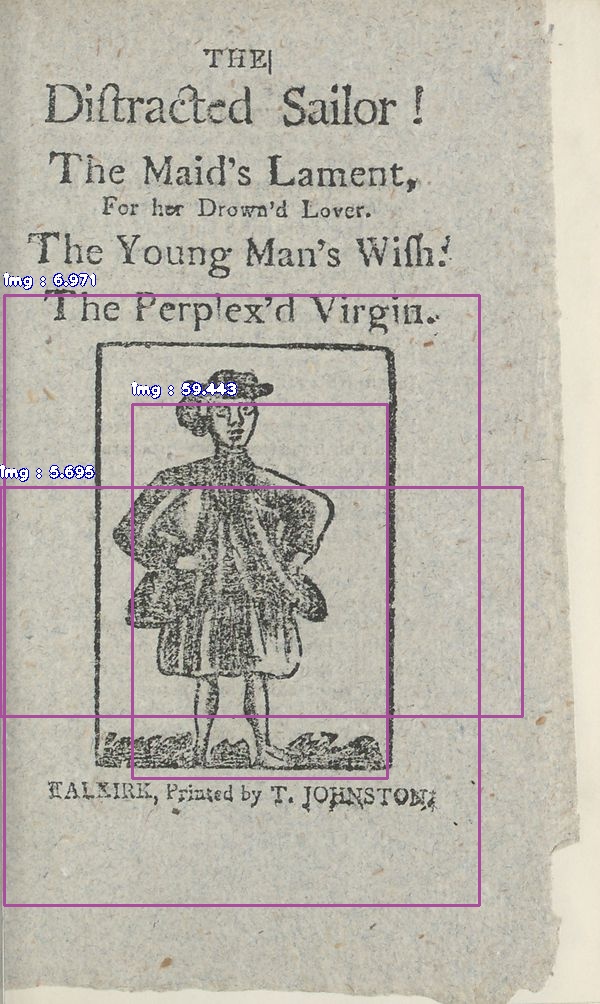 THE
Diſtracted Sailor !
The Maid's Lament,
For her Drown'd Lover.
The Young Man's Wiſh.
img : 6.971
The Perplex'd Virgin.
img : 59.443
img : 5.695
FALKIRK, Printed by T. JOHNSTON.